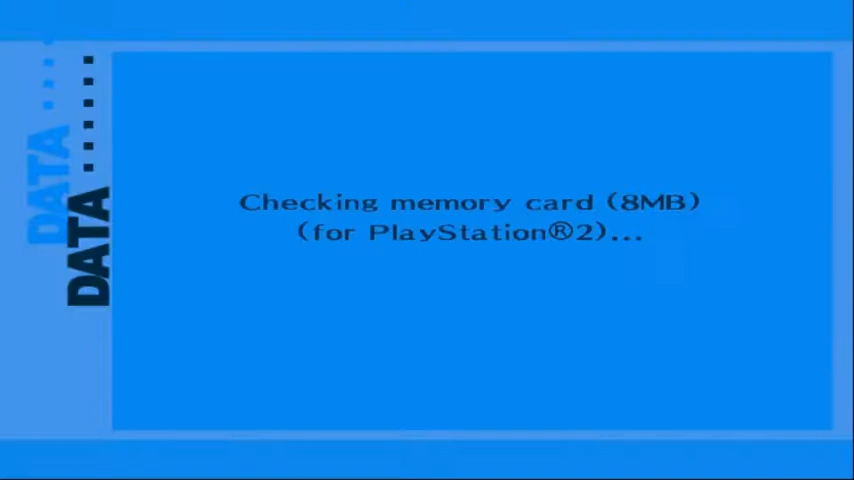 DATA ......
DATA ....
Checking memory card (8MB)
(for PlayStation®2)...